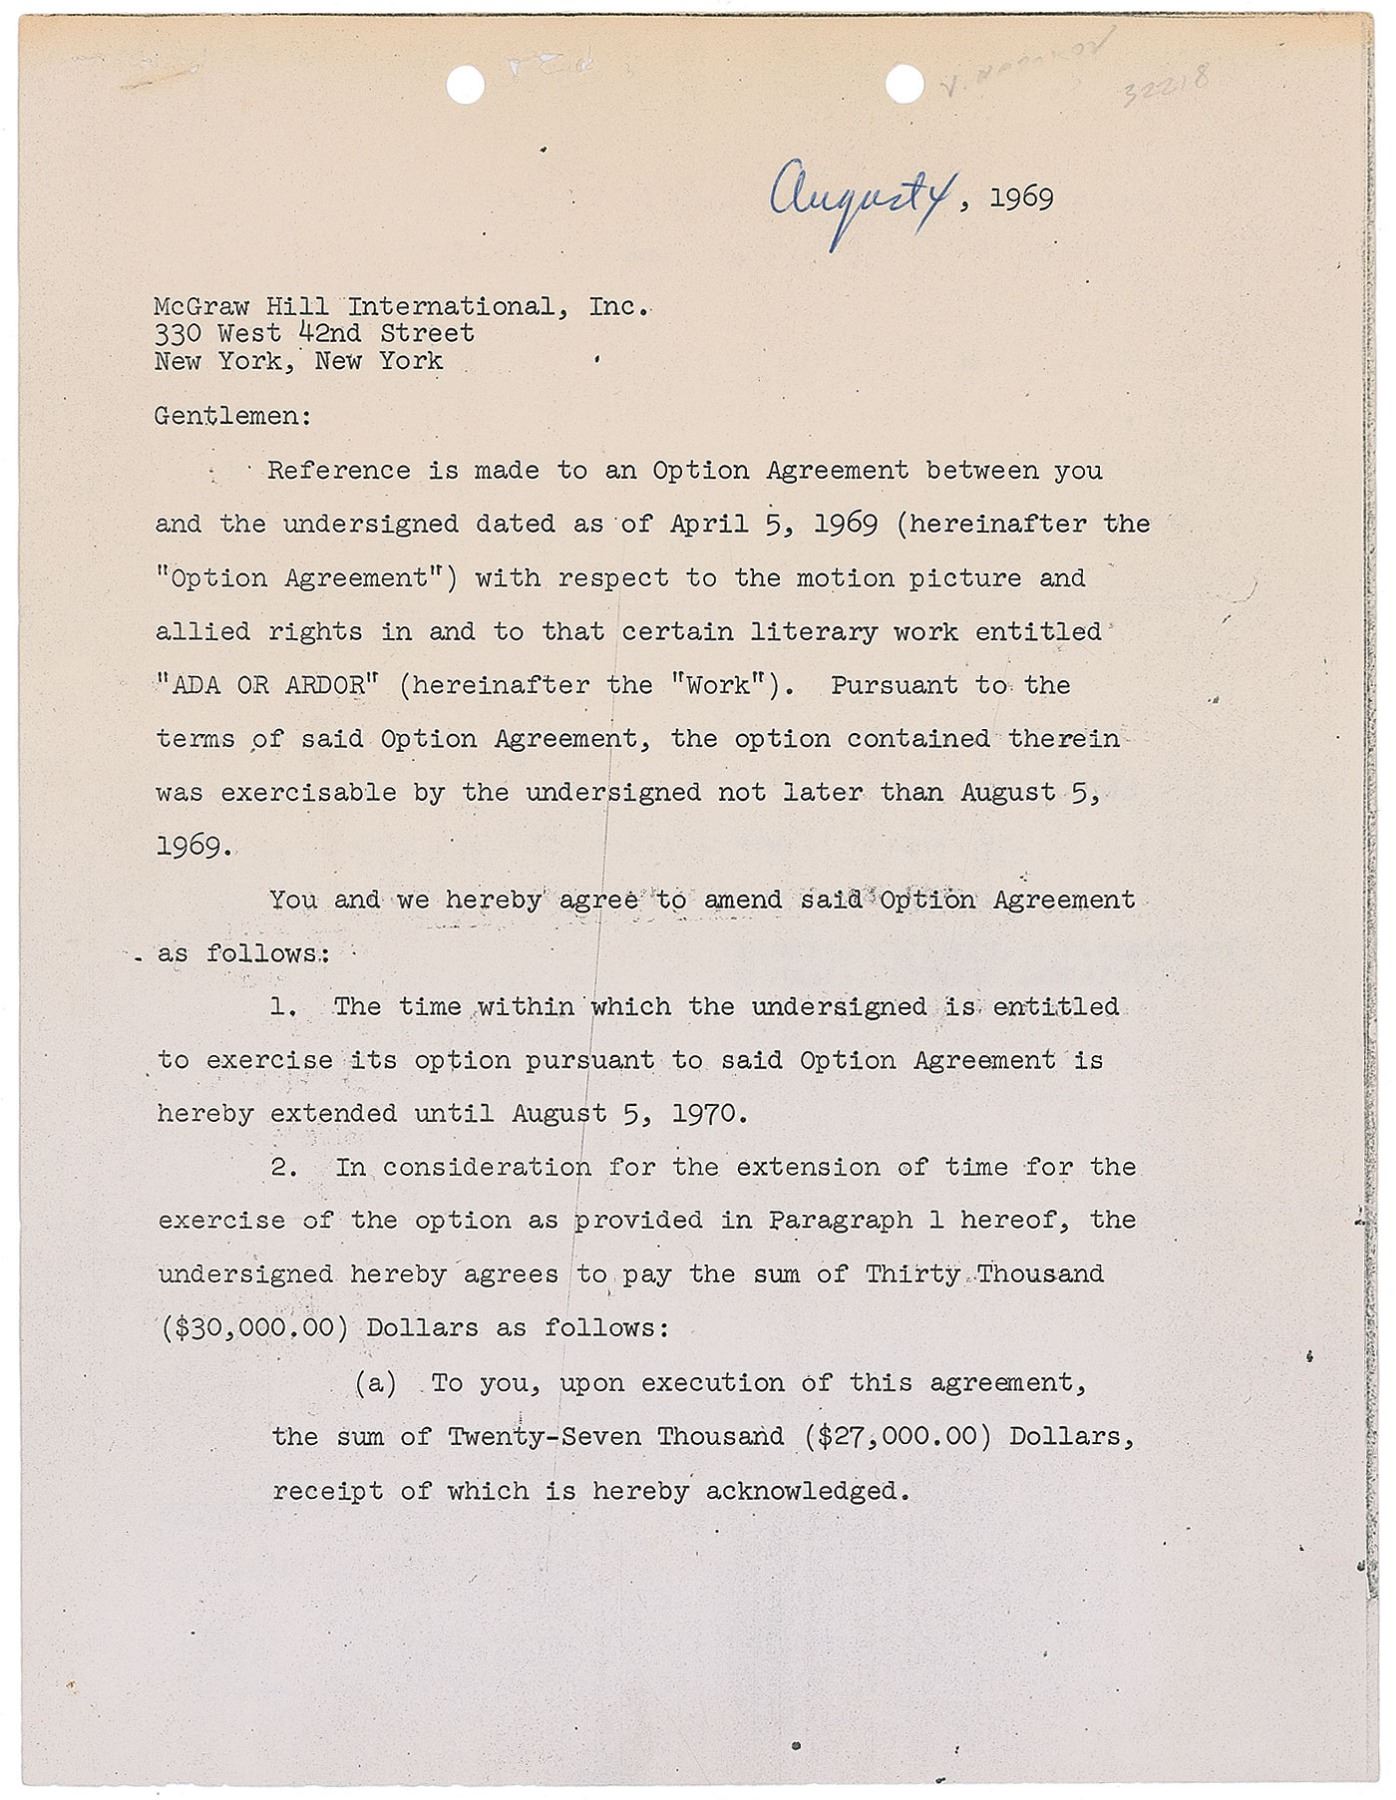 32218
August 4, 1969
McGraw Hill International, Inc.
330 West 42nd Street
New York, New York
Gentlemen:
Reference is made to an Option Agreement between you
and the undersigned dated as of April 5, 1969 (hereinafter the
"Option Agreement") with respect to the motion picture and
allied rights in and to that certain literary work entitled
"ADA OR ARDOR" (hereinafter the "Work"). Pursuant to the
terms of said Option Agreement, the option contained therein
was exercisable by the undersigned not later than August 5,
1969.
You and we hereby agree to amend said Option Agreement
as follows:
1. The time within which the undersigned is entitled
to exercise its option pursuant to said Option Agreement is
hereby extended until August 5, 1970.
2. In consideration for the extension of time for the
exercise of the option as provided in Paragraph 1 hereof, the
undersigned hereby agrees to pay the sum of Thirty Thousand
($30,000.00) Dollars as follows:
(a) To you, upon execution of this agreement,
the sum of Twenty-Seven Thousand ($27,000.00) Dollars,
receipt of which is hereby acknowledged.